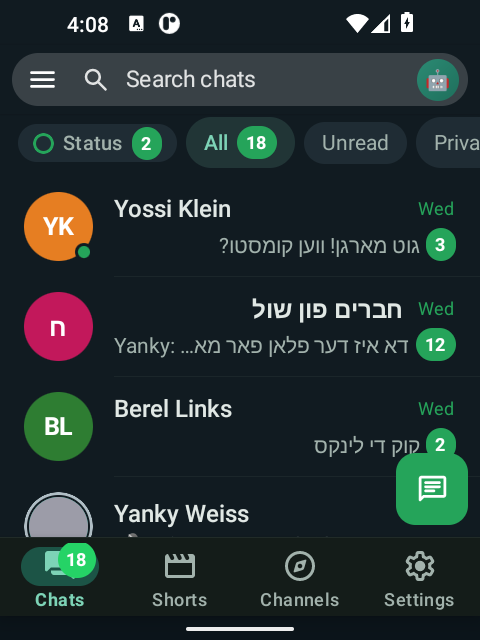 4:08
Search chats
Status 2
All 18
Unread
Priva
YK
Yossi Klein
Wed
גוט מארגן! ווען קומסטו?
3
ח
חברים פון שול
Wed
Yanky: דא איז דער פלאן פאר מא...
12
BL
Berel Links
Wed
קוק די לינקס
2
Yanky Weiss
18
Chats
Shorts
Channels
Settings